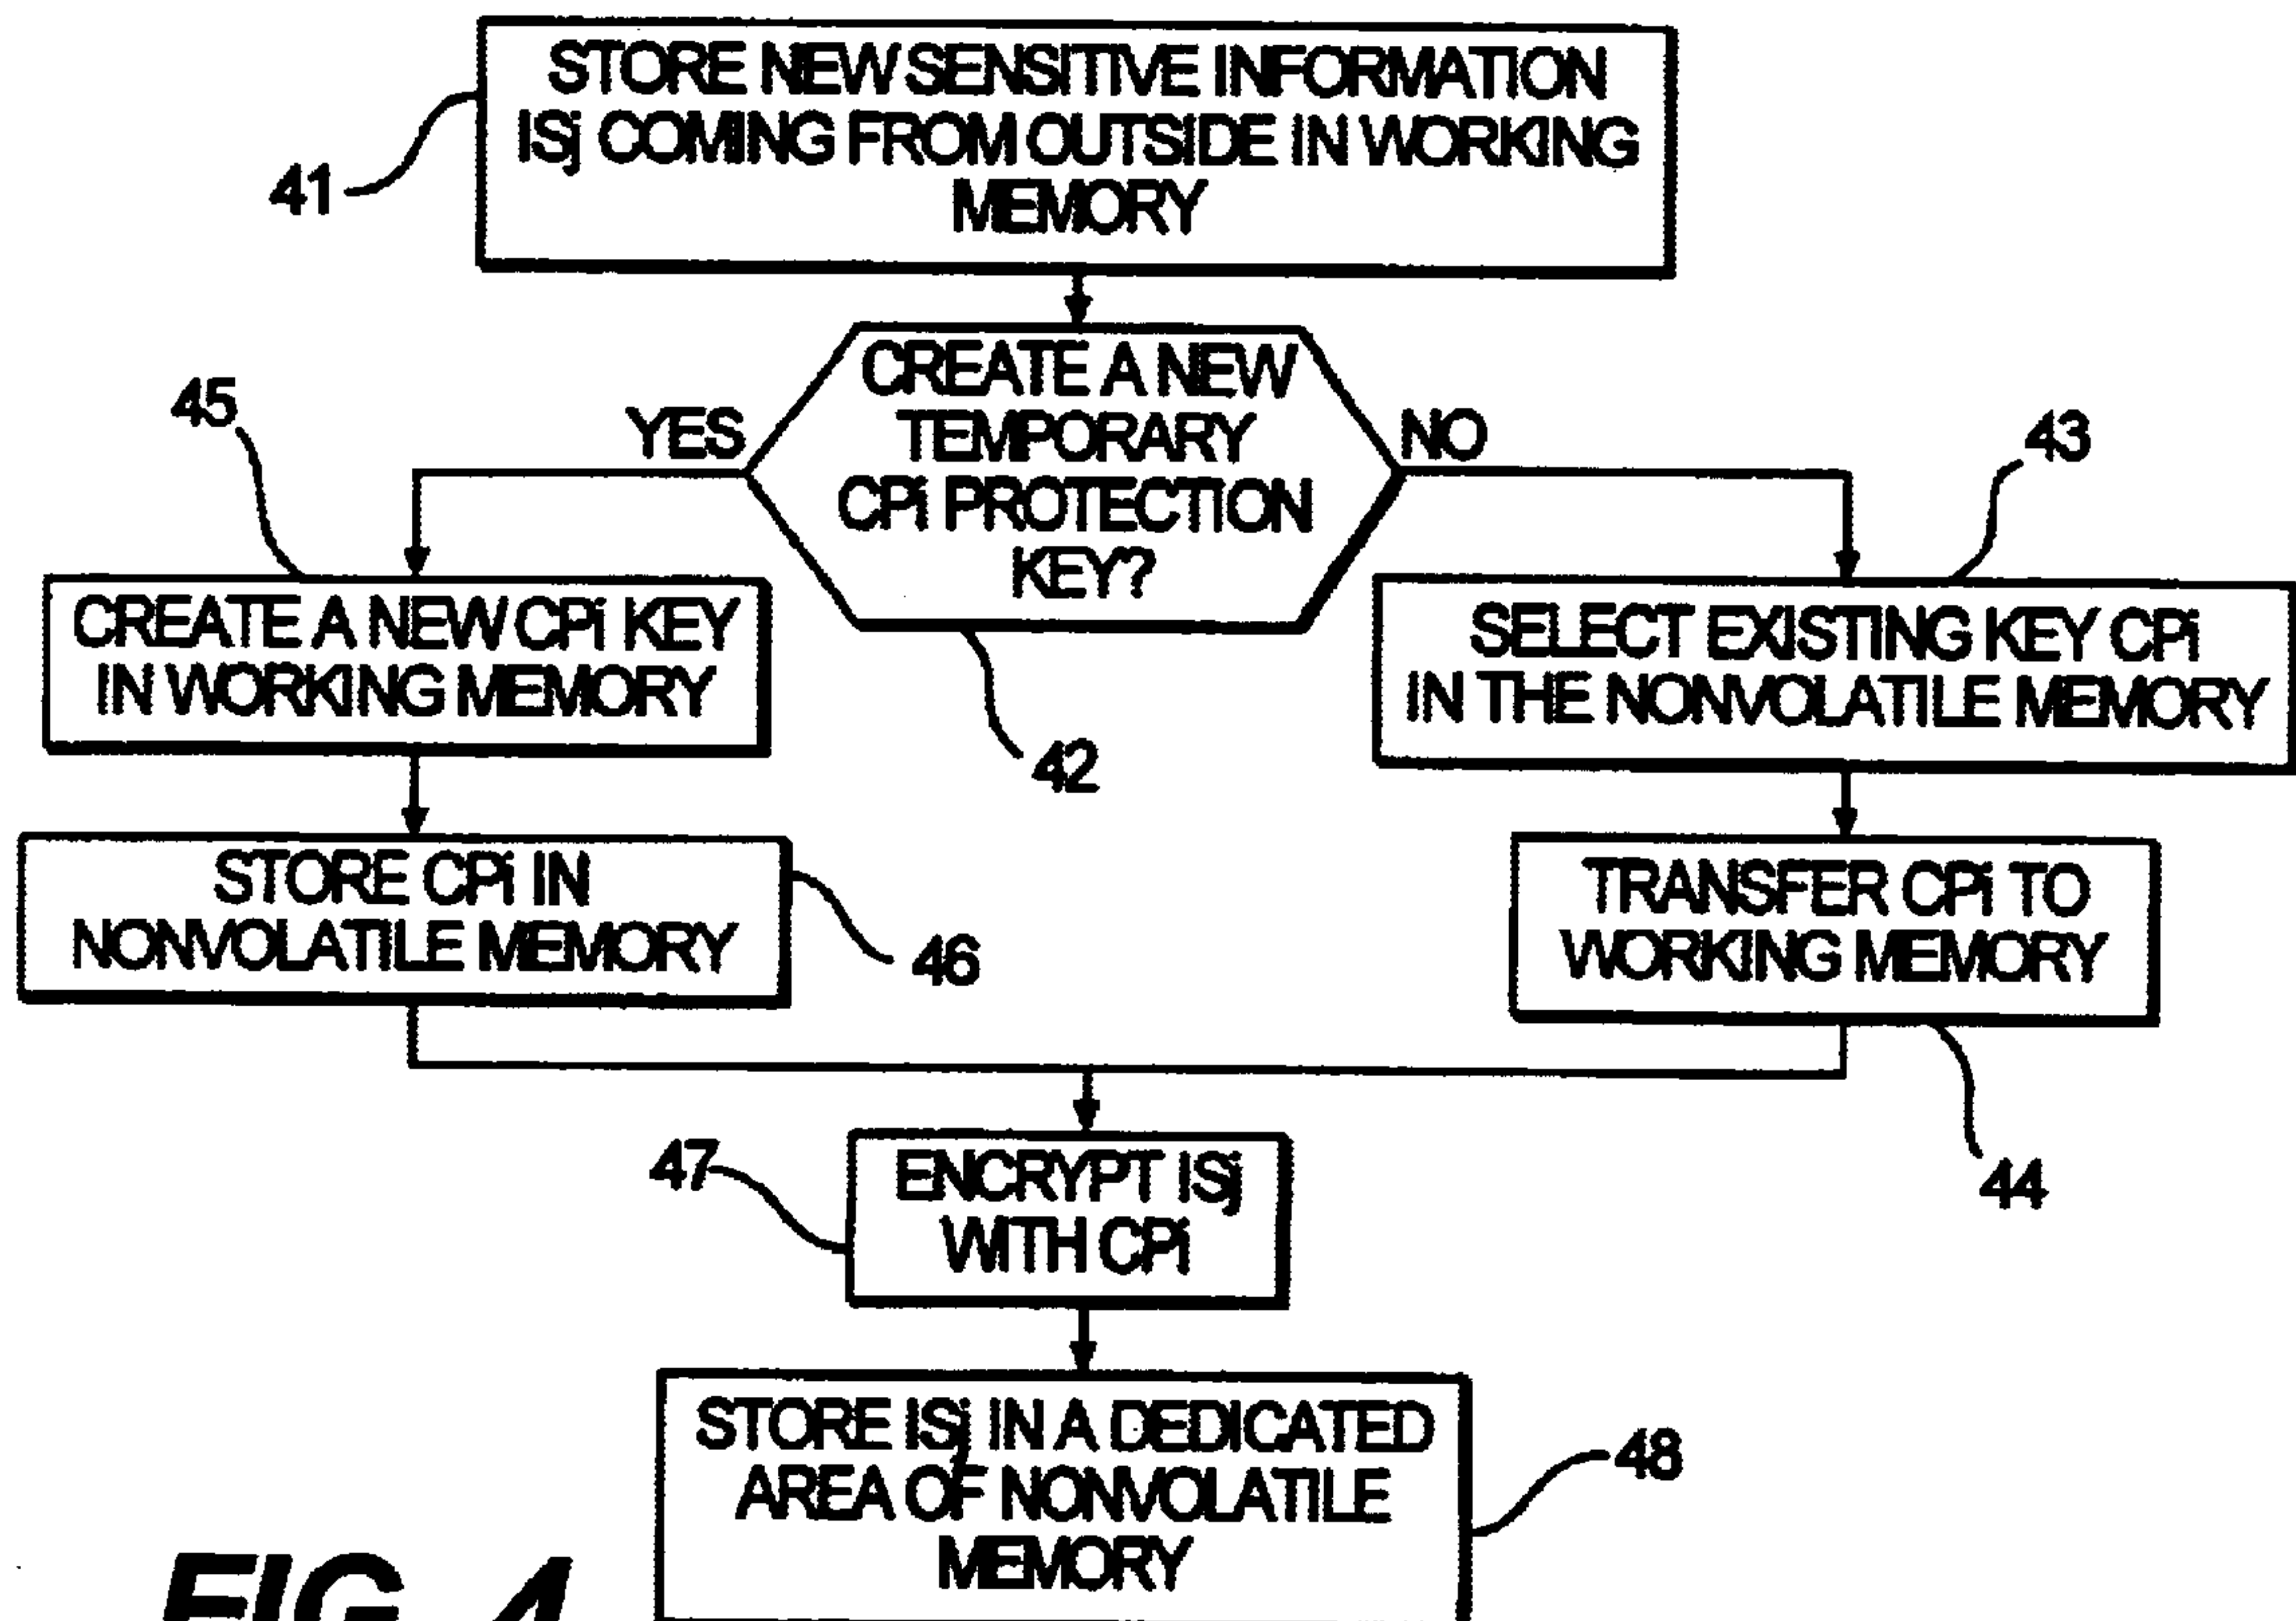 STORE NEW SENSITIVE INFORMATION
ISj COMING FROM OUTSIDE IN WORKING
MEMORY
41
CREATE A NEW
TEMPORARY
CPi PROTECTION
KEY?
YES
NO
45
43
42
CREATE A NEW CPi KEY
IN WORKING MEMORY
SELECT EXISTING KEY CPi
IN THE NONVOLATILE MEMORY
STORE CPi IN
NONVOLATILE MEMORY
46
TRANSFER CPi TO
WORKING MEMORY
44
47
ENCRYPT ISj
WITH CPi
STORE ISj IN A DEDICATED
AREA OF NONVOLATILE
MEMORY
48
FIG. 4